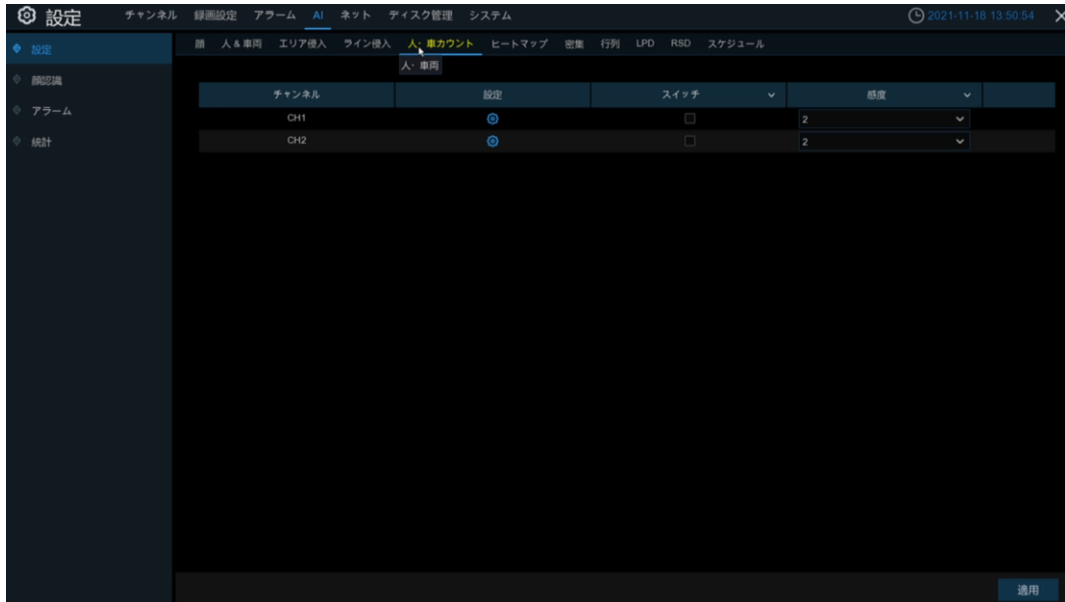 設定 チャンネル 録画設定 アラーム AI ネット ディスク管理 システム 2021-11-18 13:50:54
設定
顔認識
アラーム
統計
顔 人&車両 エリア侵入 ライン侵入 人・車カウント ヒートマップ 密集 行列 LPD RSD スケジュール
人・車両
チャンネル 設定 スイッチ 感度
CH1 2
CH2 2
適用